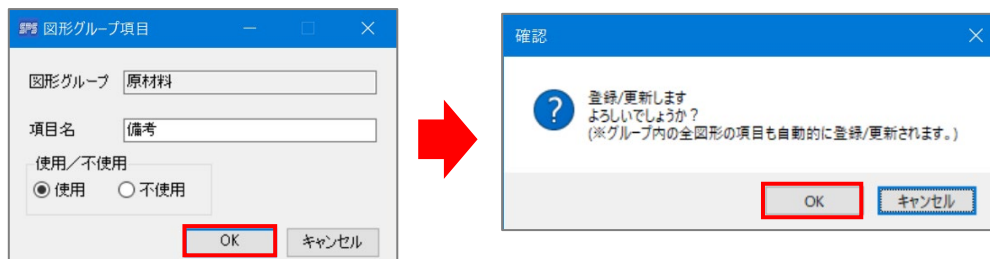 SPS 図形グループ項目
図形グループ 原材料
項目名 備考
使用／不使用
使用 不使用
OK キャンセル
確認
?
登録/更新します
よろしいでしょうか？
(※グループ内の全図形の項目も自動的に登録/更新されます。)
OK キャンセル